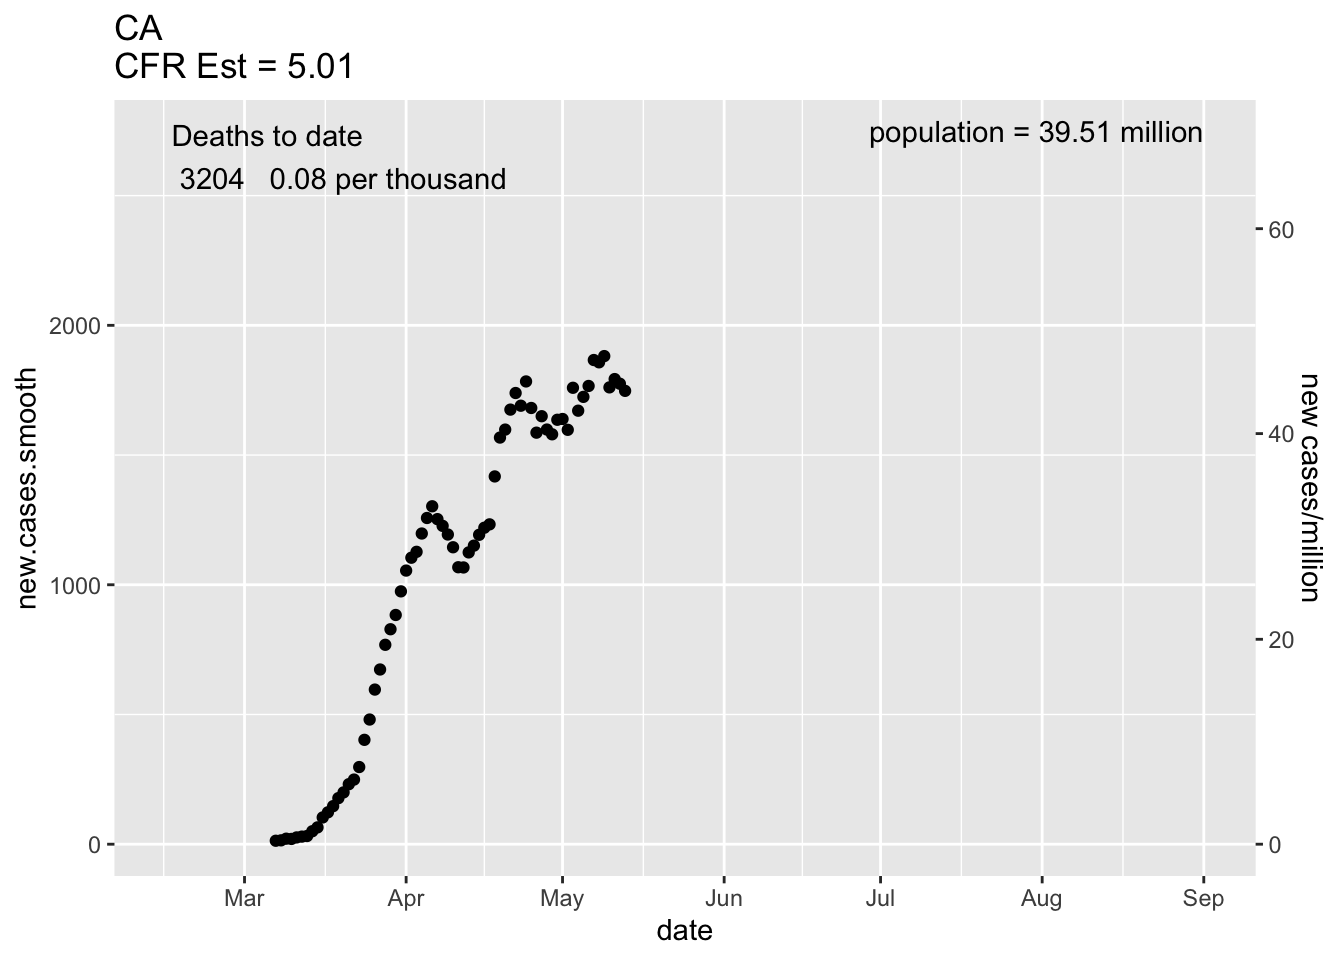 CA
CFR Est = 5.01
Deaths to date
3204 0.08 per thousand
population = 39.51 million
new.cases.smooth
2000
1000
0
60
40
20
0
new cases/million
Mar Apr May Jun Jul Aug Sep
date